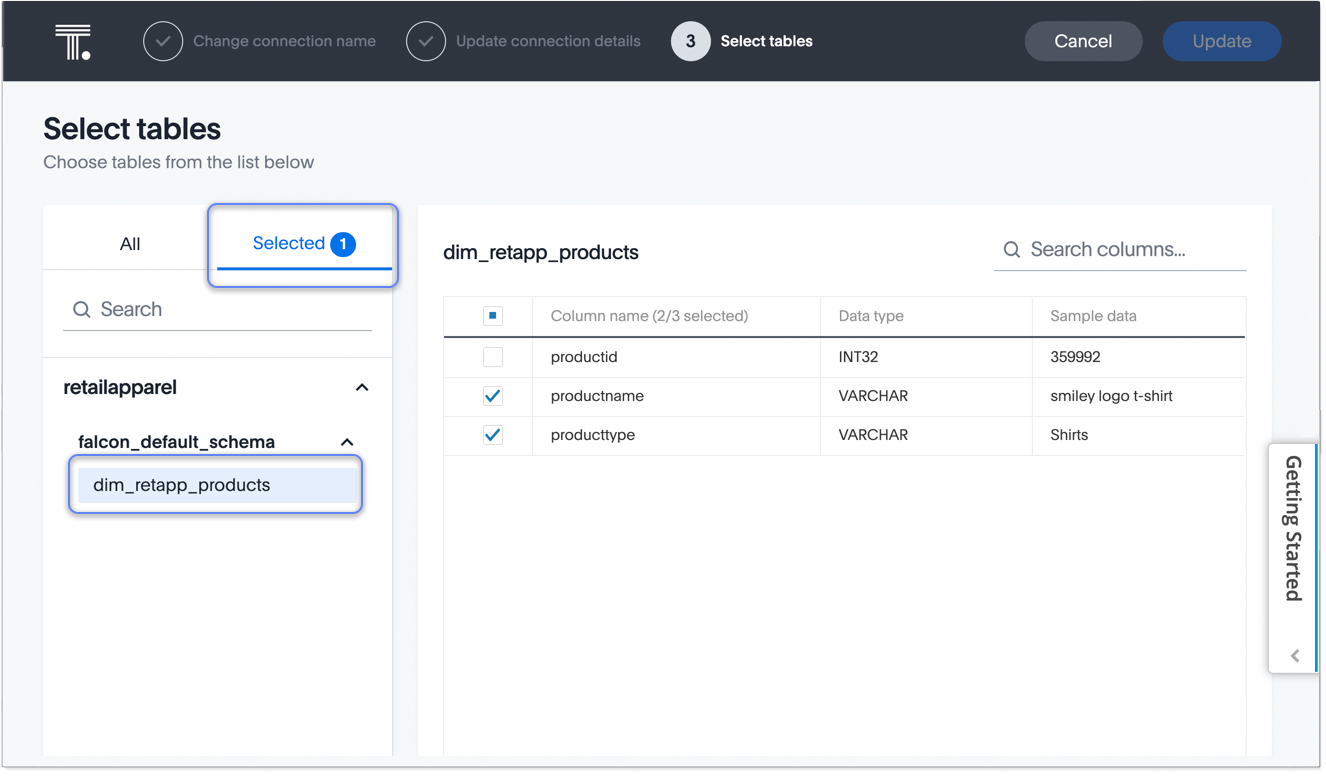 T.
Change connection name
Update connection details
3 Select tables
Cancel
Update
Select tables
Choose tables from the list below
All
Selected 1
Search
retailapparel
falcon_default_schema
dim_retapp_products
dim_retapp_products
Search columns...
Column name (2/3 selected) Data type Sample data
productid INT32 359992
productname VARCHAR smiley logo t-shirt
producttype VARCHAR Shirts
Getting Started